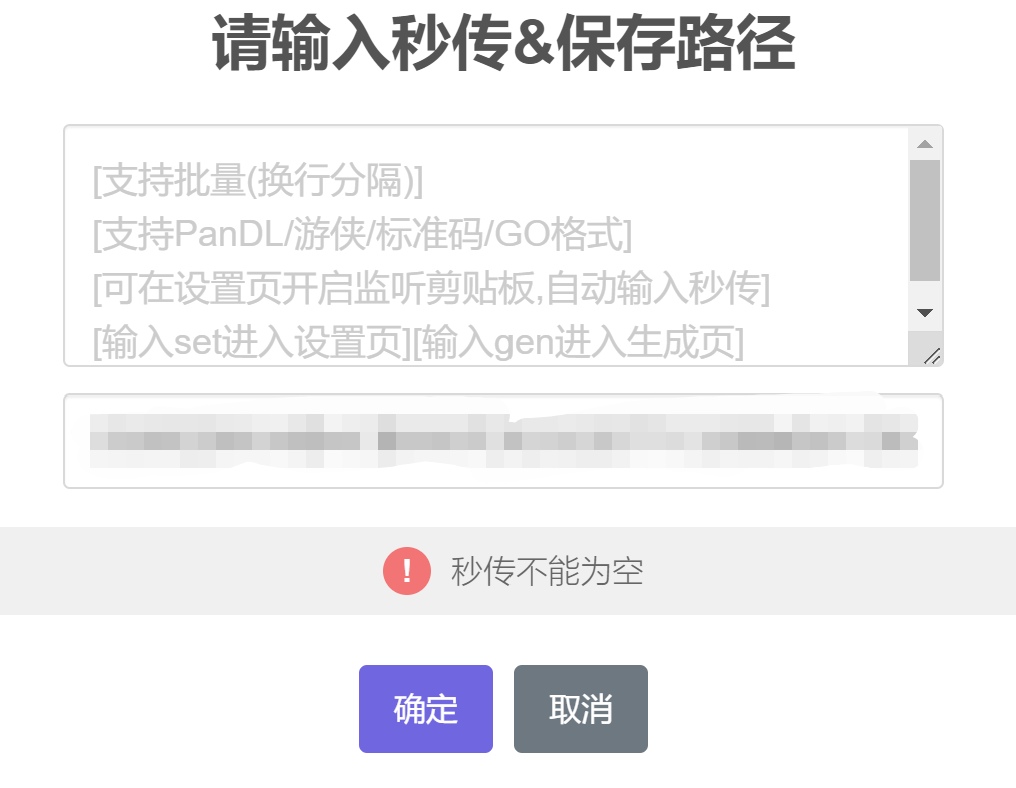 请输入秒传&保存路径
[支持批量(换行分隔)]
[支持PanDL/游侠/标准码/GO格式]
[可在设置页开启监听剪贴板,自动输入秒传]
[输入set进入设置页][输入gen进入生成页]
!
秒传不能为空
确定
取消